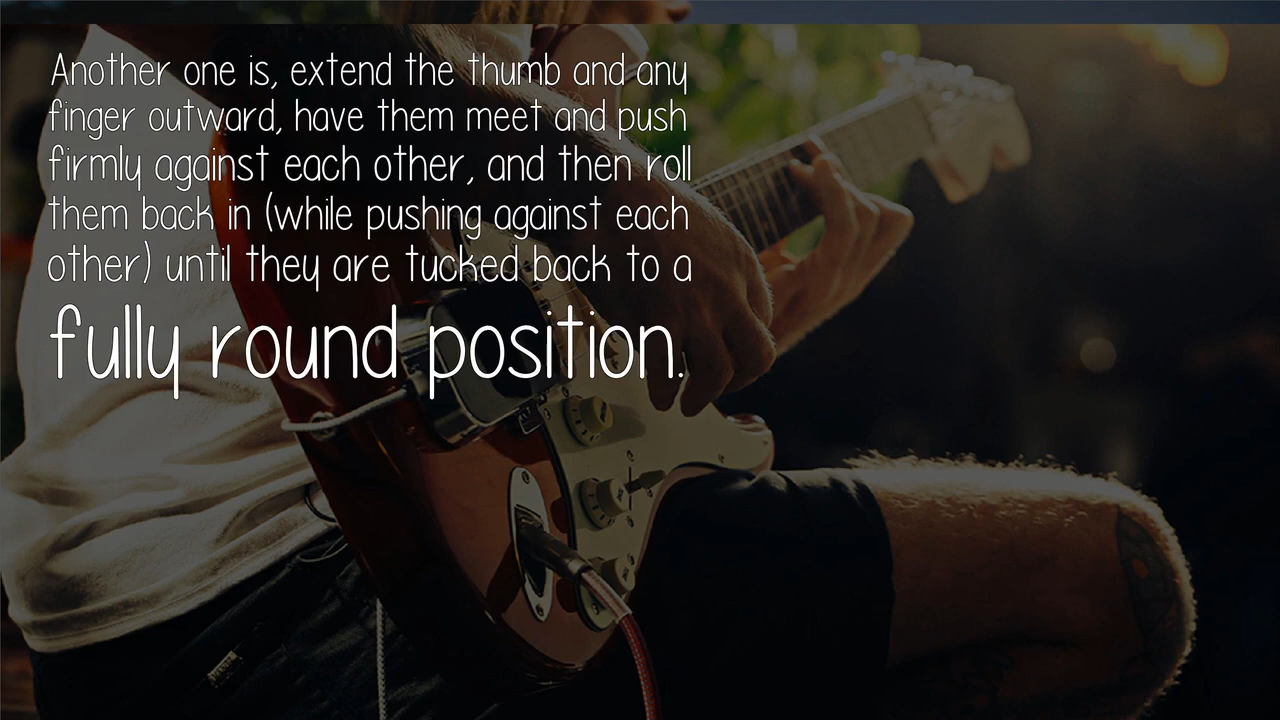 Another one is, extend the thumb and any
finger outward, have them meet and push
firmly against each other, and then roll
them back in (while pushing against each
other) until they are tucked back to a
fully round position.